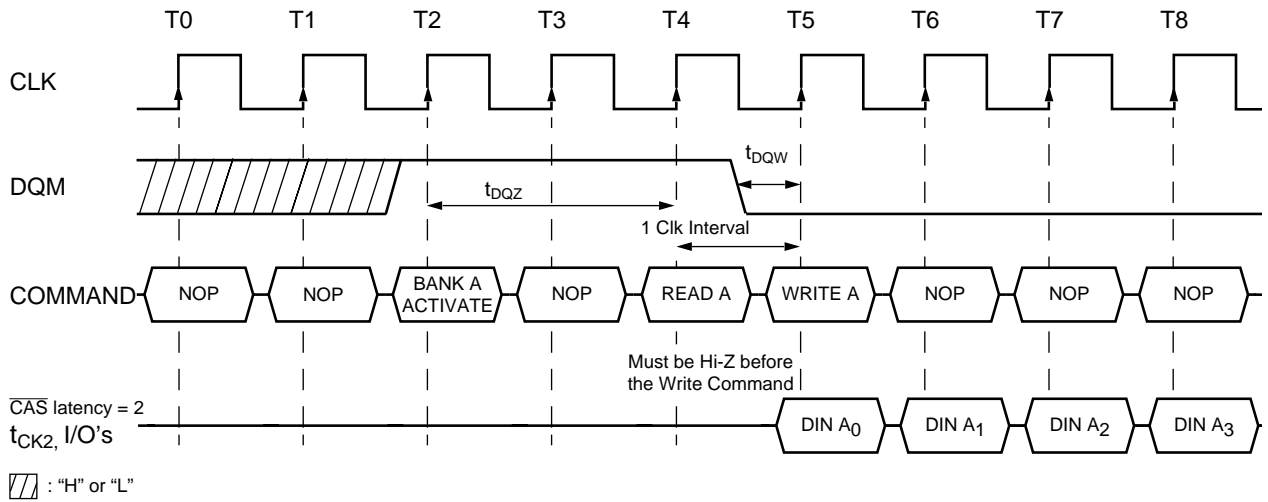 T0 T1 T2 T3 T4 T5 T6 T7 T8
CLK
DQM
tDQW
tDQZ
1 Clk Interval
COMMAND
NOP NOP BANK A ACTIVATE NOP READ A WRITE A NOP NOP NOP
Must be Hi-Z before
the Write Command
CAS latency = 2
tCK2, I/O’s
DIN A0 DIN A1 DIN A2 DIN A3
: “H” or “L”